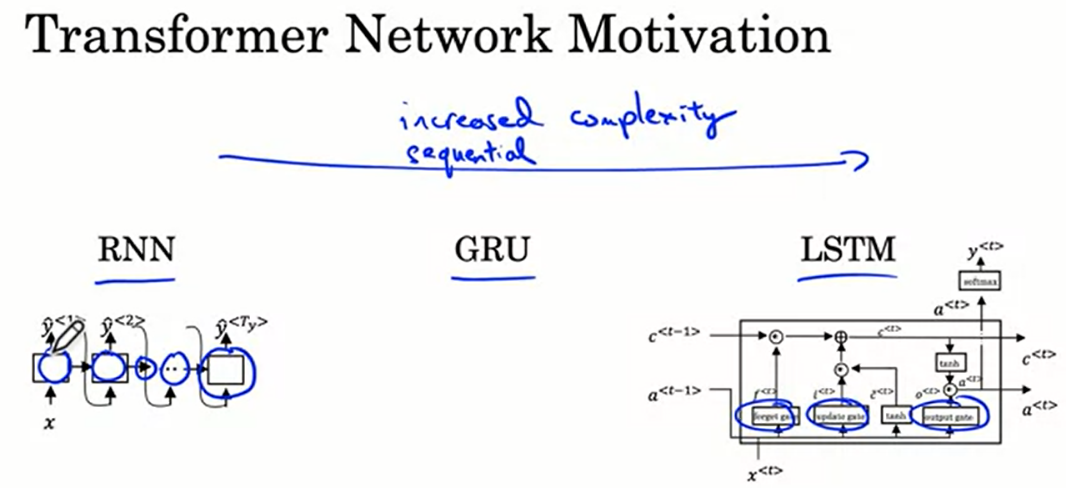 Transformer Network Motivation
increased complexity
sequential
RNN
GRU
LSTM
y<t>
softmax
a<t>
ŷ<1> ŷ<2> ŷ<Ty>
c<t-1> c<t>
tanh
c<t>
a<t-1> f<t> i<t> c̃<t> o<t> a<t>
a<t>
forget gate update gate tanh output gate
x
x<t>